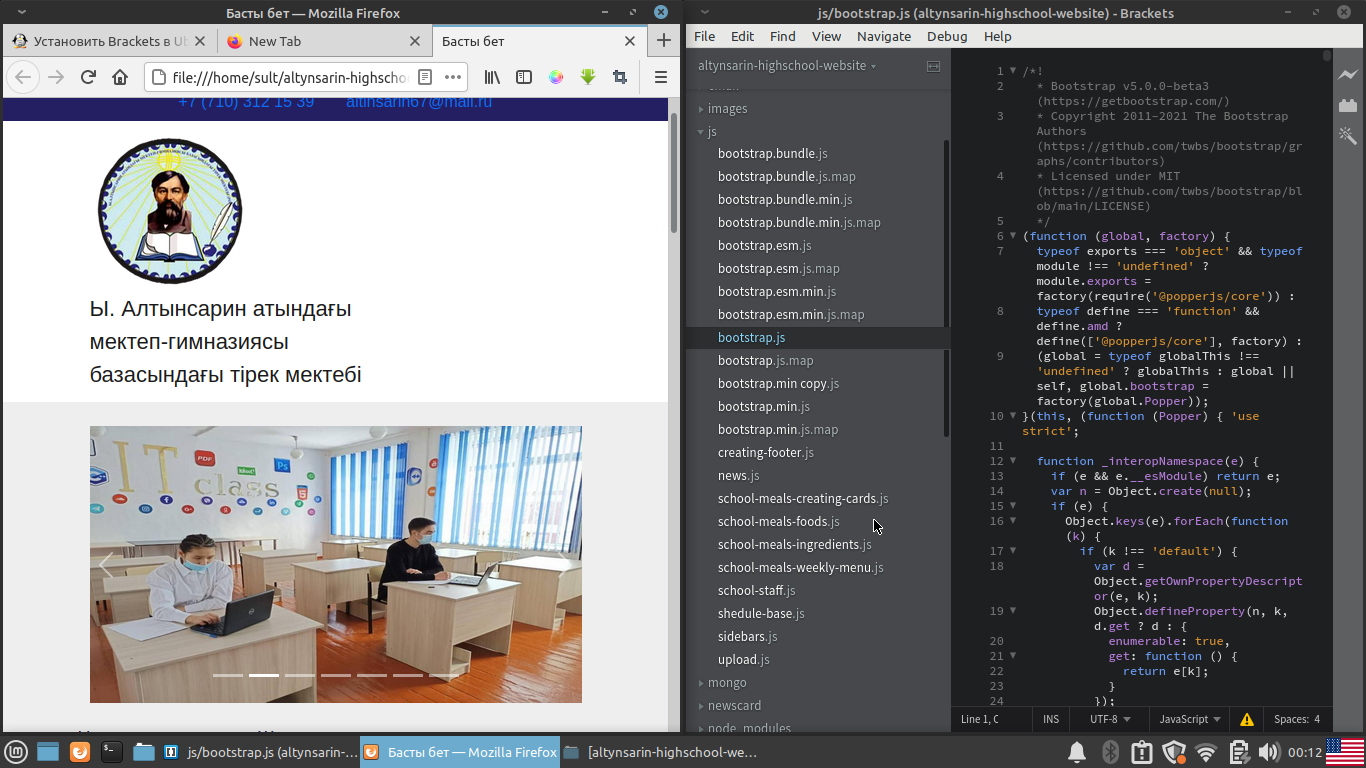 Басты бет — Mozilla Firefox
Установить Brackets в Ub
New Tab
Басты бет
file:///home/sult/altynsarin-highscho
+7 (710) 312 15 39 altinsarin67@mail.ru
Ы. Алтынсарин атындағы
мектеп-гимназиясы
базасындағы тірек мектебі
IT
class
PDF
Ps
js/bootstrap.js (altynsarin-highschool-website) - Brackets
File Edit Find View Navigate Debug Help
altynsarin-highschool-website
images
js
bootstrap.bundle.js
bootstrap.bundle.js.map
bootstrap.bundle.min.js
bootstrap.bundle.min.js.map
bootstrap.esm.js
bootstrap.esm.js.map
bootstrap.esm.min.js
bootstrap.esm.min.js.map
bootstrap.js
bootstrap.js.map
bootstrap.min copy.js
bootstrap.min.js
bootstrap.min.js.map
creating-footer.js
news.js
school-meals-creating-cards.js
school-meals-foods.js
school-meals-ingredients.js
school-meals-weekly-menu.js
school-staff.js
shedule-base.js
sidebars.js
upload.js
mongo
newscard
node_modules
1 /*!
2 * Bootstrap v5.0.0-beta3
(https://getbootstrap.com/)
3 * Copyright 2011-2021 The Bootstrap
Authors
(https://github.com/twbs/bootstrap/gr
aphs/contributors)
4 * Licensed under MIT
(https://github.com/twbs/bootstrap/bl
ob/main/LICENSE)
5 */
6 (function (global, factory) {
7 typeof exports === 'object' && typeof
module !== 'undefined' ?
module.exports =
factory(require('@popperjs/core')) :
8 typeof define === 'function' &&
define.amd ?
define(['@popperjs/core'], factory) :
9 (global = typeof globalThis !==
'undefined' ? globalThis : global ||
self, global.bootstrap =
factory(global.Popper));
10 }(this, (function (Popper) { 'use
strict';
11
12 function _interopNamespace(e) {
13 if (e && e.__esModule) return e;
14 var n = Object.create(null);
15 if (e) {
16 Object.keys(e).forEach(function
(k) {
17 if (k !== 'default') {
18 var d =
Object.getOwnPropertyDescript
or(e, k);
19 Object.defineProperty(n, k,
d.get ? d : {
20 enumerable: true,
21 get: function () {
22 return e[k];
23 }
24 });
Line 1, C INS UTF-8 JavaScript Spaces: 4
js/bootstrap.js (altynsarin-... Басты бет — Mozilla Firefox [altynsarin-highschool-we... 00:12